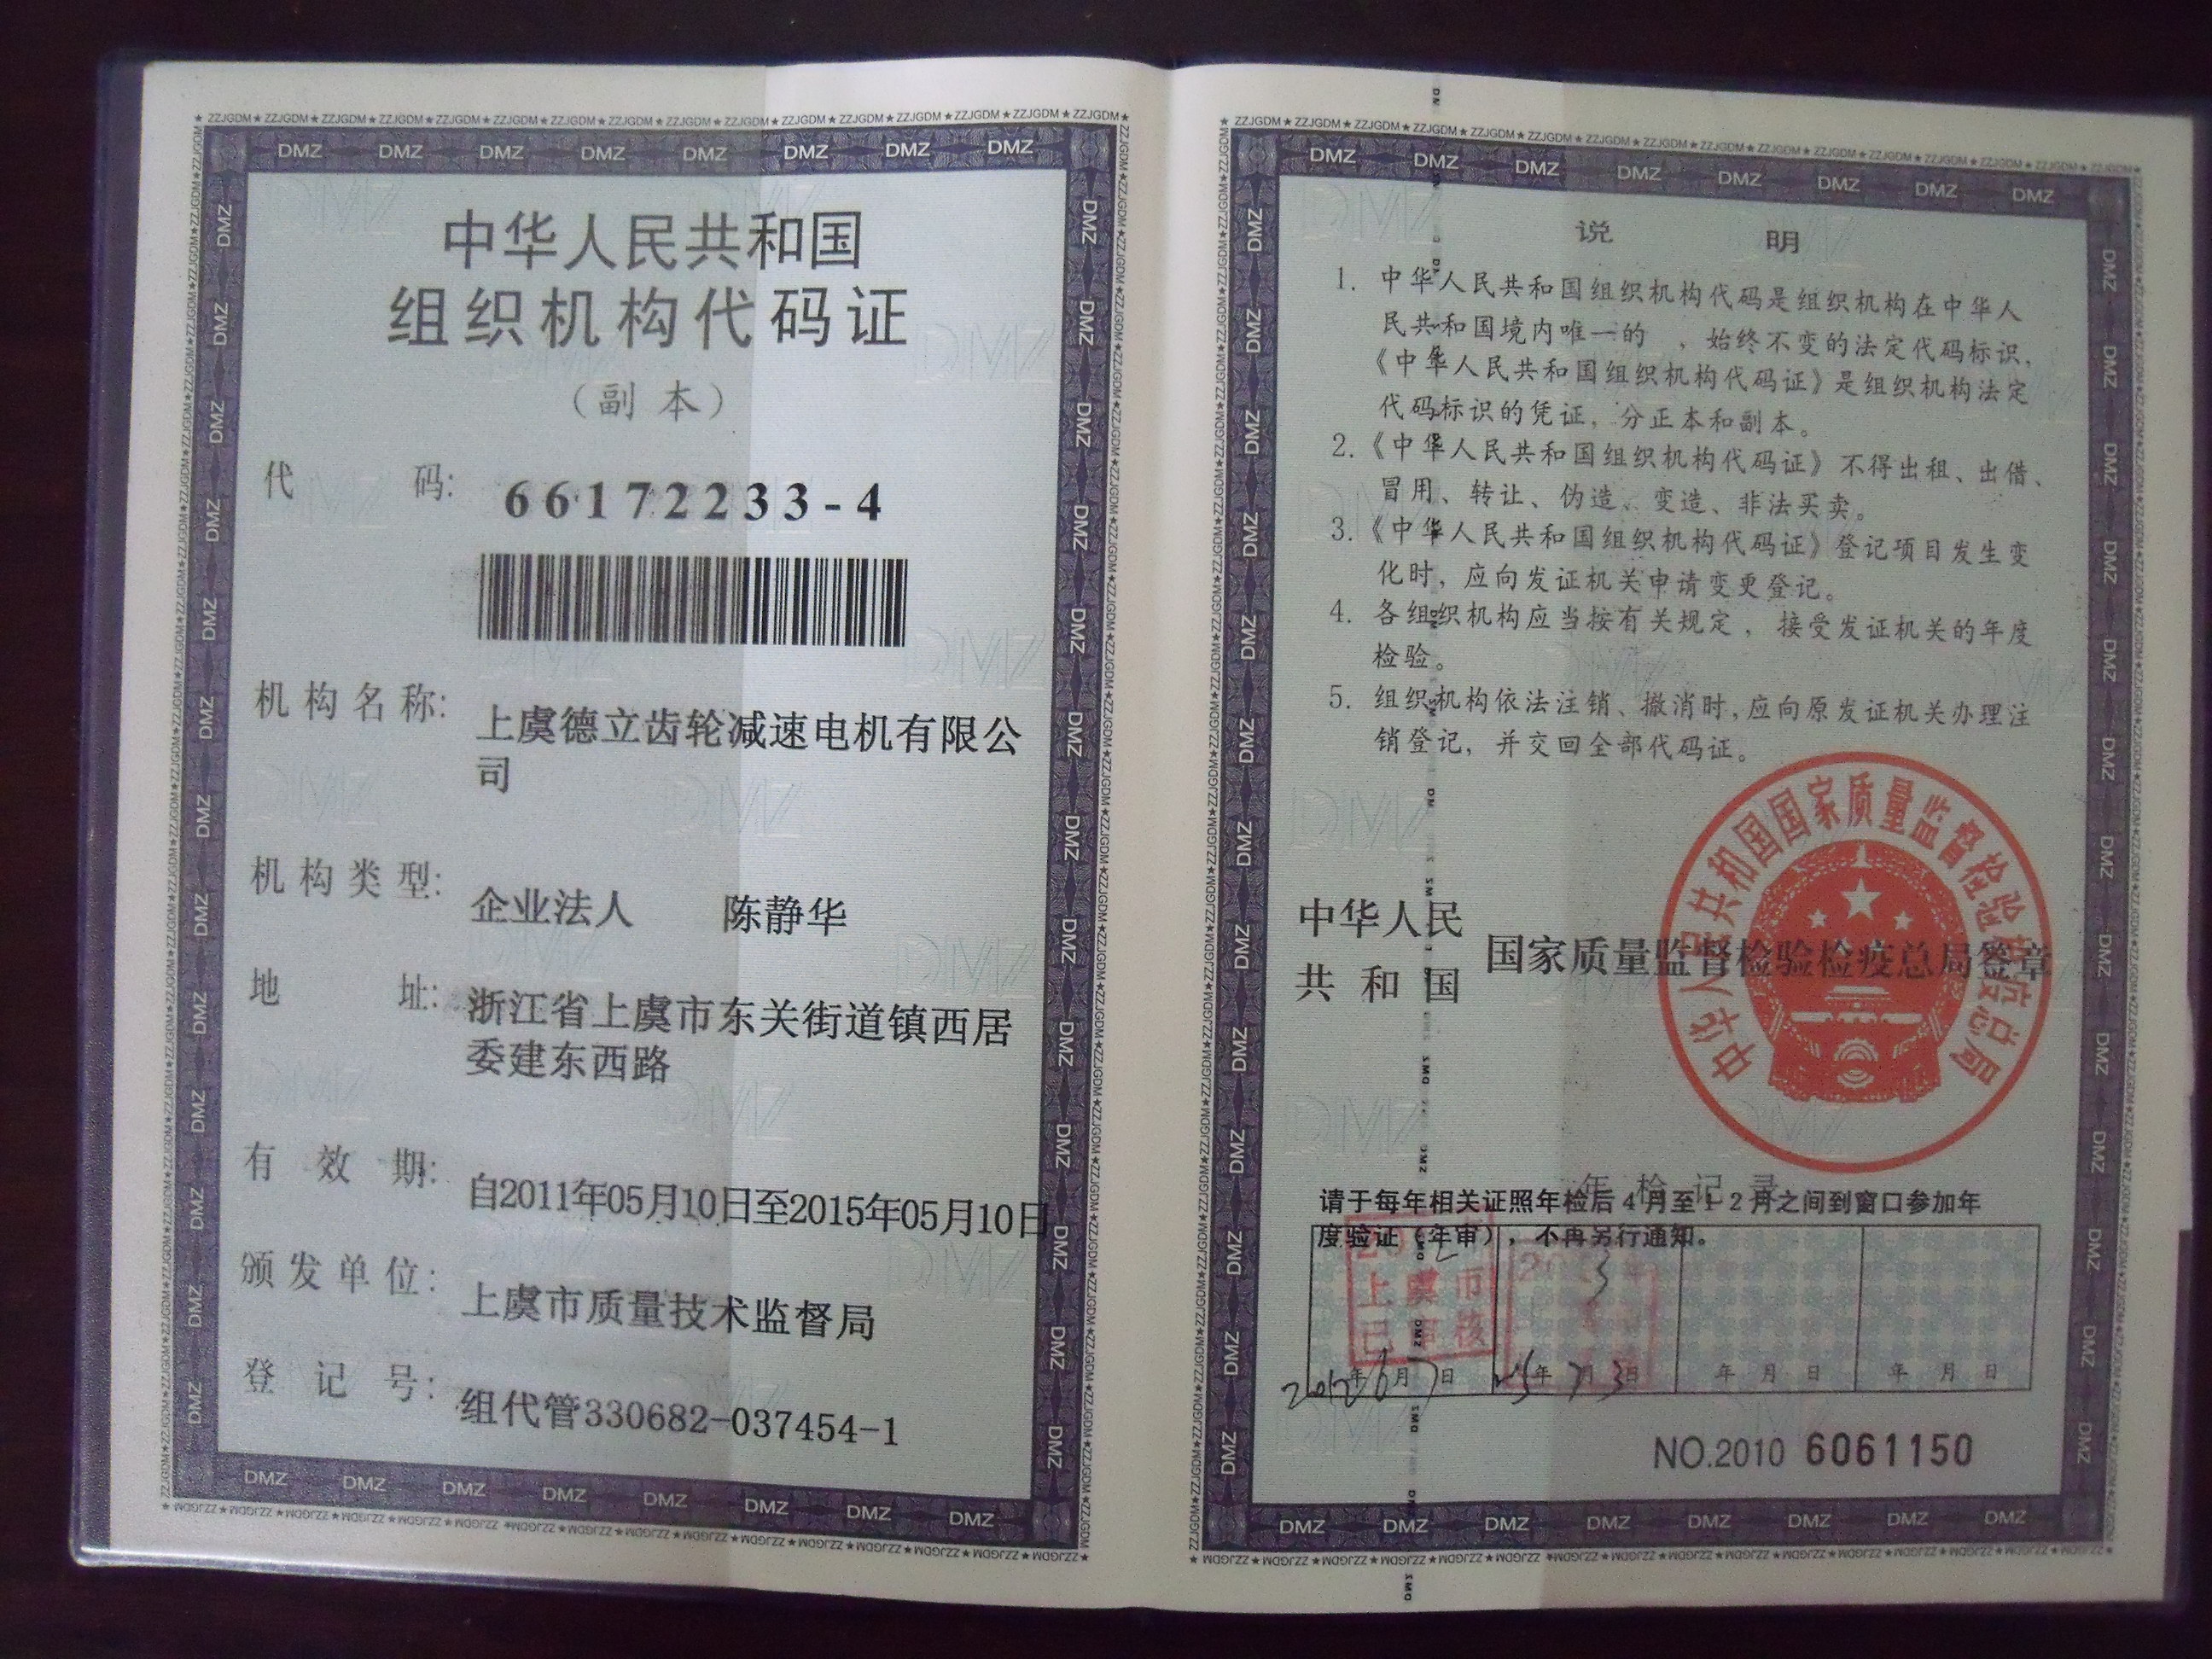 中华人民共和国
组织机构代码证
（副 本）
代 码: 66172233-4
机构名称: 上虞德立齿轮减速电机有限公
司
机构类型: 企业法人 陈静华
地 址: 浙江省上虞市东关街道镇西居
委建东西路
有 效 期: 自2011年05月10日至2015年05月10日
颁发单位: 上虞市质量技术监督局
登 记 号: 组代管330682-037454-1
说 明
1. 中华人民共和国组织机构代码是组织机构在中华人
民共和国境内唯一的 ，始终不变的法定代码标识，
《中华人民共和国组织机构代码证》是组织机构法定
代码标识的凭证，分正本和副本。
2.《中华人民共和国组织机构代码证》不得出租、出借、
冒用、转让、伪造、变造、非法买卖。
3.《中华人民共和国组织机构代码证》登记项目发生变
化时，应向发证机关申请变更登记。
4. 各组织机构应当按有关规定，接受发证机关的年度
检验。
5. 组织机构依法注销、撤消时，应向原发证机关办理注
销登记，并交回全部代码证。
中华人民共和国国家质量监督检验检疫总局
中华人民
共 和 国 国家质量监督检验检疫总局签章
年 检 记 录
请于每年相关证照年检后4月至12月之间到窗口参加年
度验证（年审），不再另行通知。
上虞市
已审核
2012年6月7日 年7月3日 年 月 日 年 月 日
NO.2010 6061150